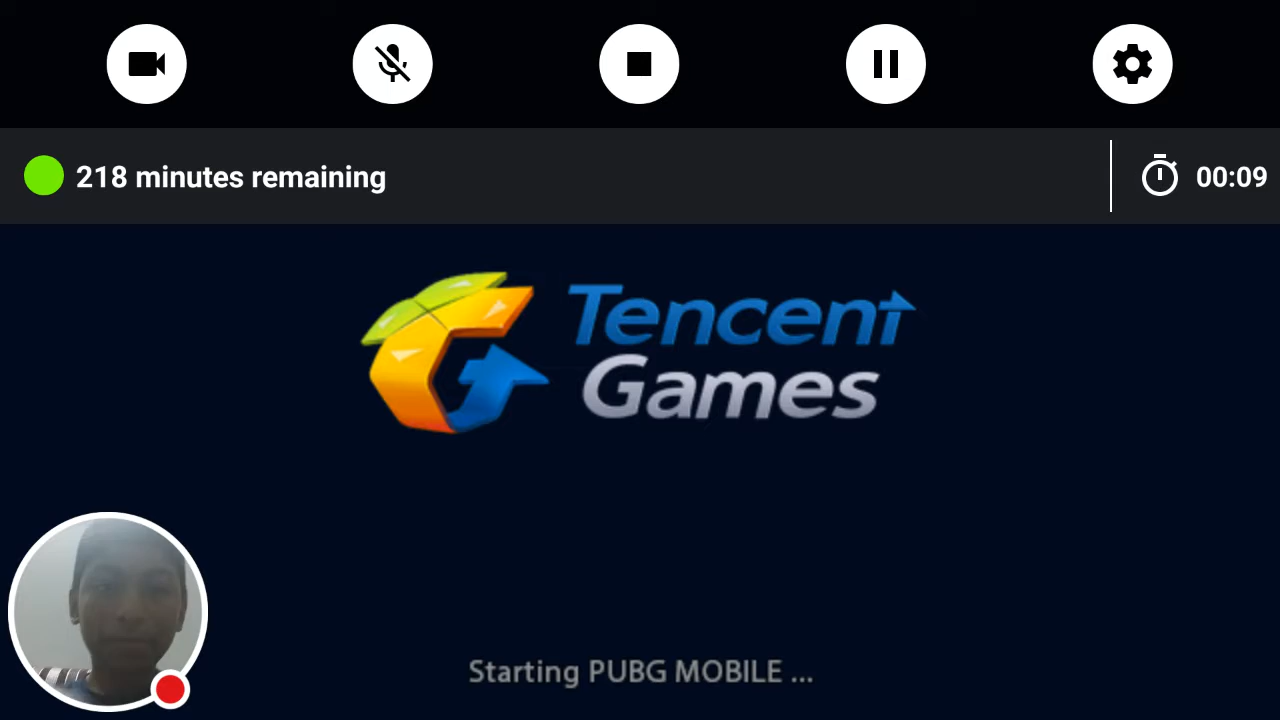 218 minutes remaining
00:09
Tencent
Games
Starting PUBG MOBILE ...